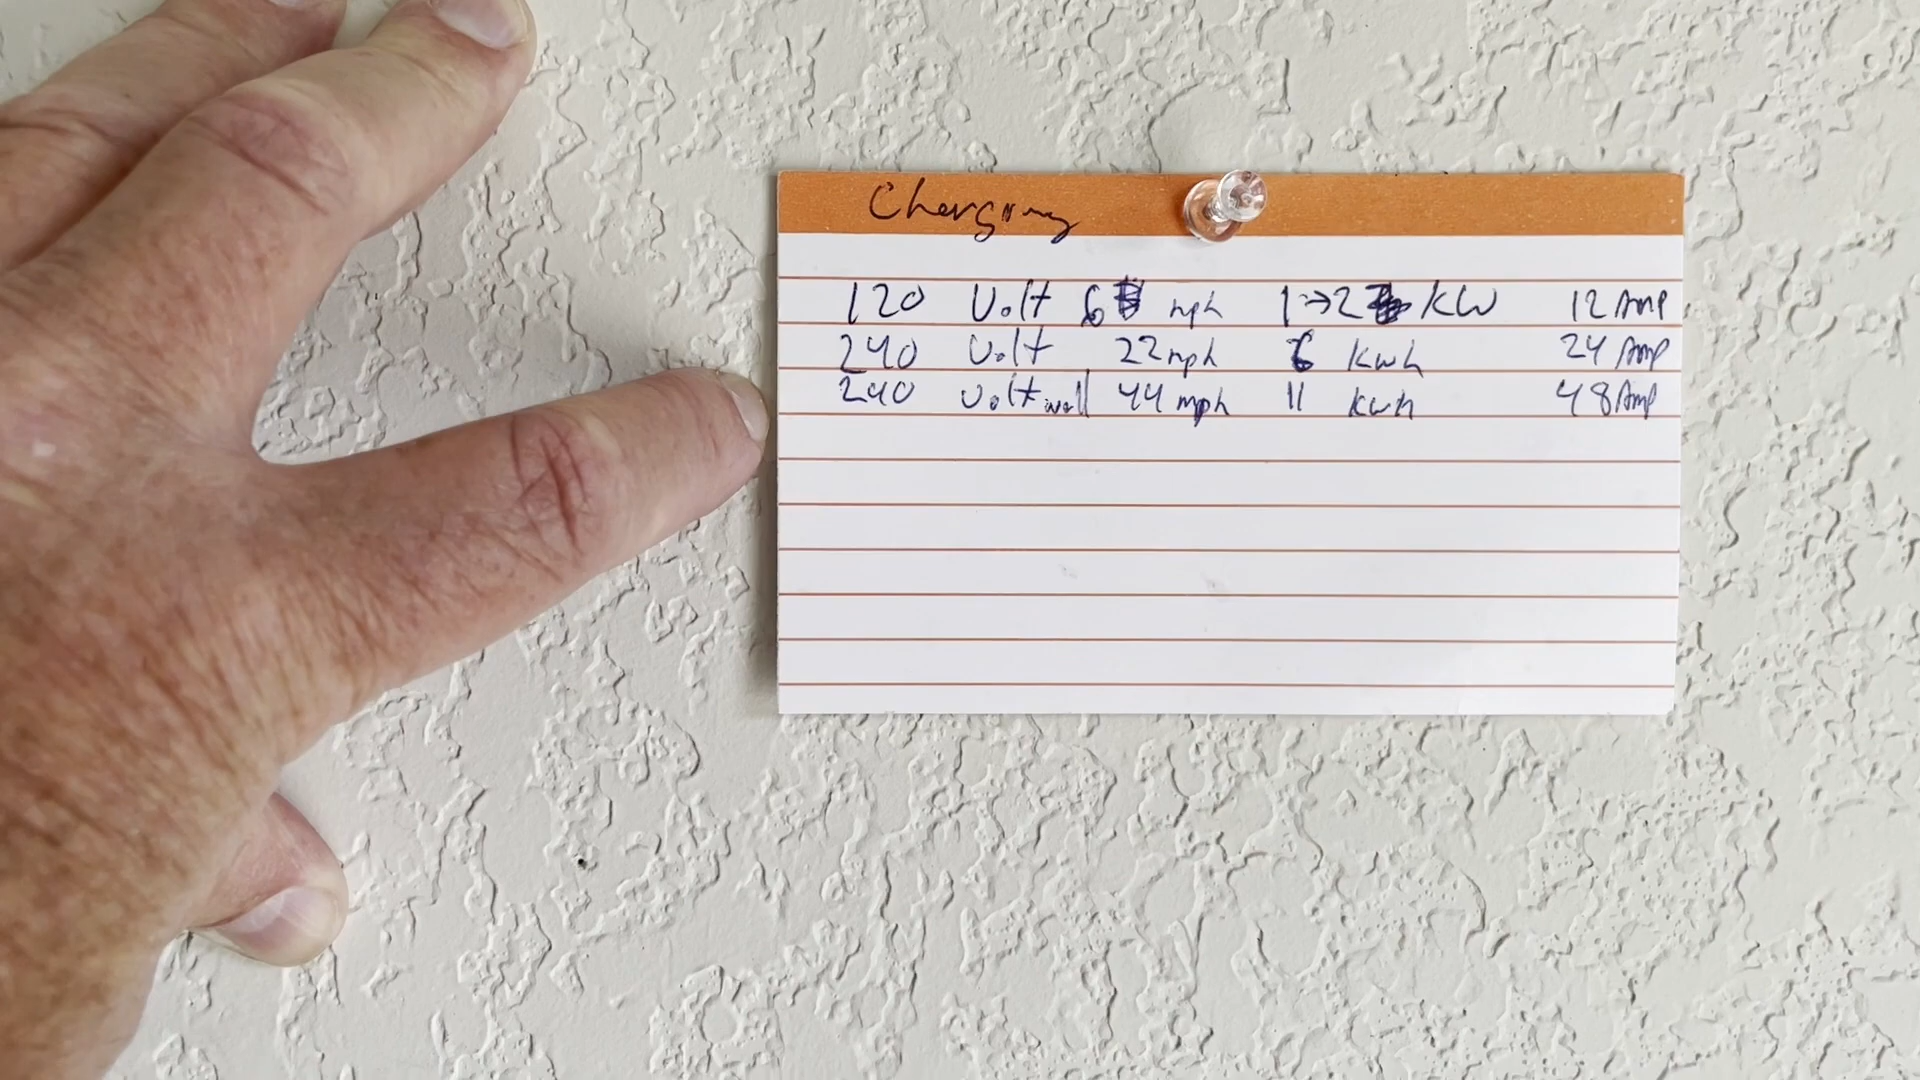 Charging
120 Volt 6 mph 1→2 KW 12 Amp
240 Volt 22 mph 6 kwh 24 Amp
240 Volt wall 44 mph 11 kwh 48 Amp